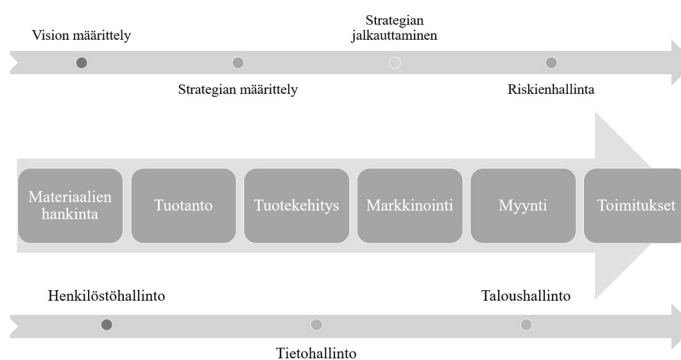 Vision määrittely
Strategian
jalkauttaminen
Strategian määrittely
Riskienhallinta
Materiaalien
hankinta
Tuotanto
Tuotekehitys
Markkinointi
Myynti
Toimitukset
Henkilöstöhallinto
Taloushallinto
Tietohallinto